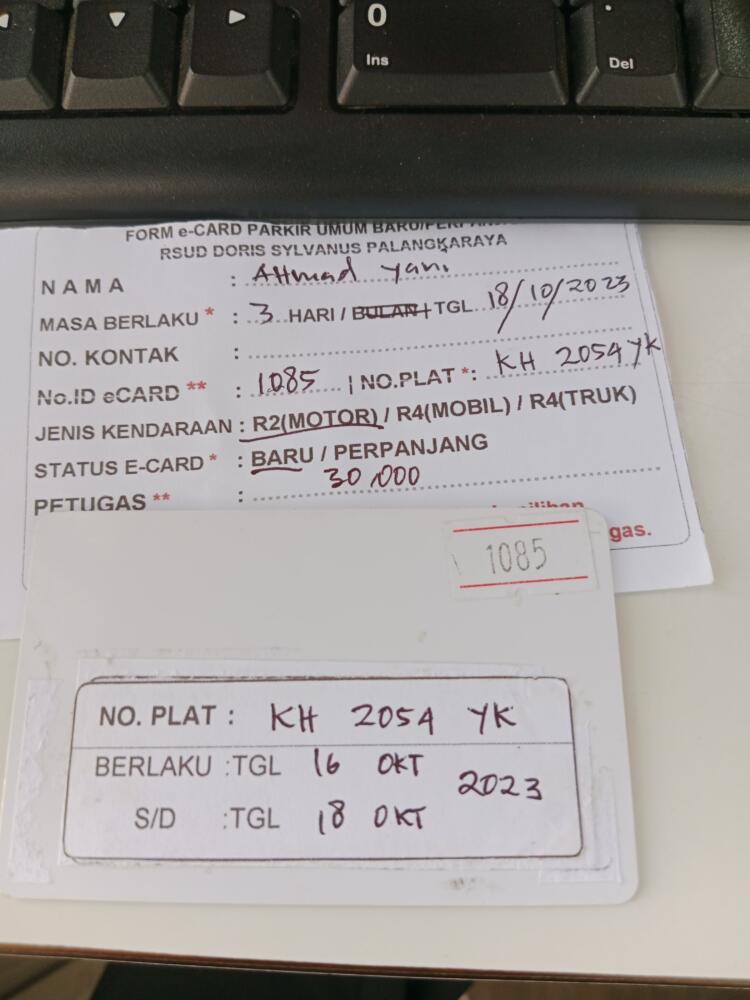 0
Ins
.
Del
FORM e-CARD PARKIR UMUM
RSUD DORIS SYLVANUS PALANGKARAYA
NAMA : Ahmad Yani
MASA BERLAKU * : 3 HARI / BULAN / TGL 18/10/2023
NO. KONTAK :
No.ID eCARD ** : 1085 | NO.PLAT *: KH 2054 YK
JENIS KENDARAAN : R2(MOTOR) / R4(MOBIL) / R4(TRUK)
STATUS E-CARD * : BARU / PERPANJANG
30.000
PETUGAS ** :
gas.
1085
NO. PLAT : KH 2054 YK
BERLAKU :TGL 16 OKT 2023
S/D :TGL 18 OKT